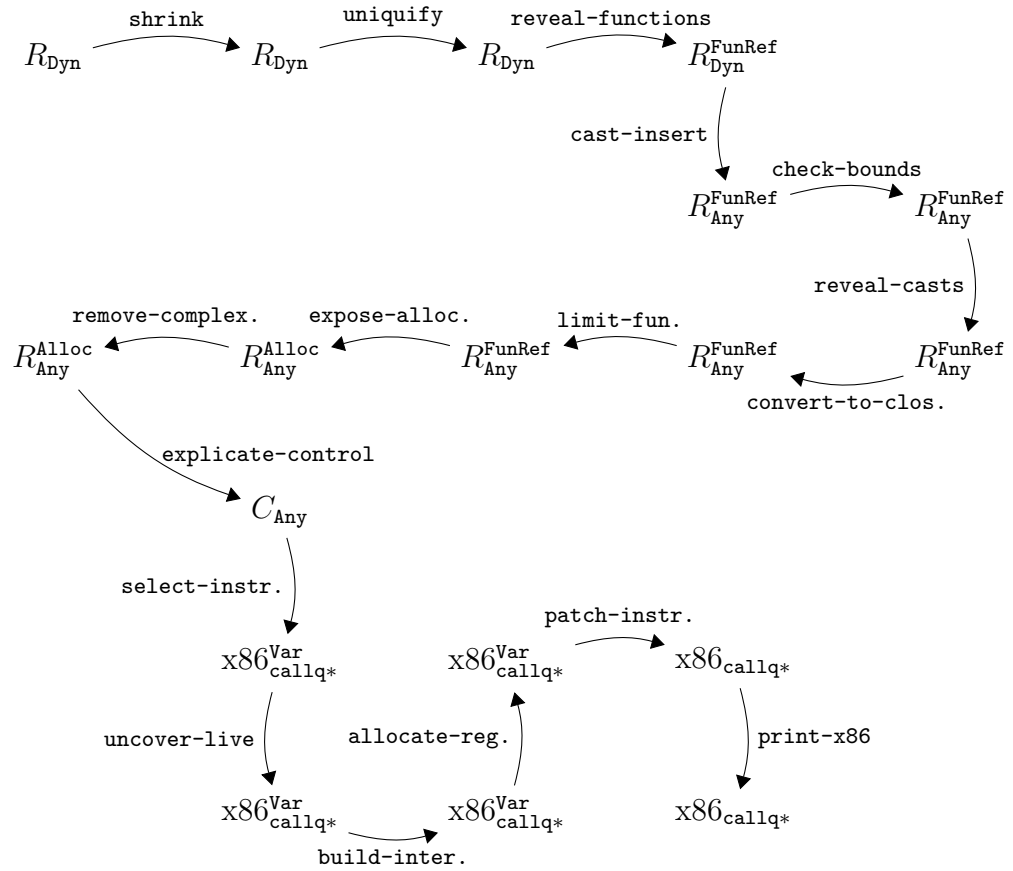 shrink uniquify reveal-functions
R_Dyn R_Dyn R_Dyn R_Dyn^FunRef
cast-insert
check-bounds
R_Any^FunRef R_Any^FunRef
reveal-casts
remove-complex. expose-alloc. limit-fun.
R_Any^Alloc R_Any^Alloc R_Any^FunRef R_Any^FunRef R_Any^FunRef
convert-to-clos.
explicate-control
C_Any
select-instr.
patch-instr.
x86_callq*^Var x86_callq*^Var x86_callq*
uncover-live allocate-reg. print-x86
x86_callq*^Var x86_callq*^Var x86_callq*
build-inter.